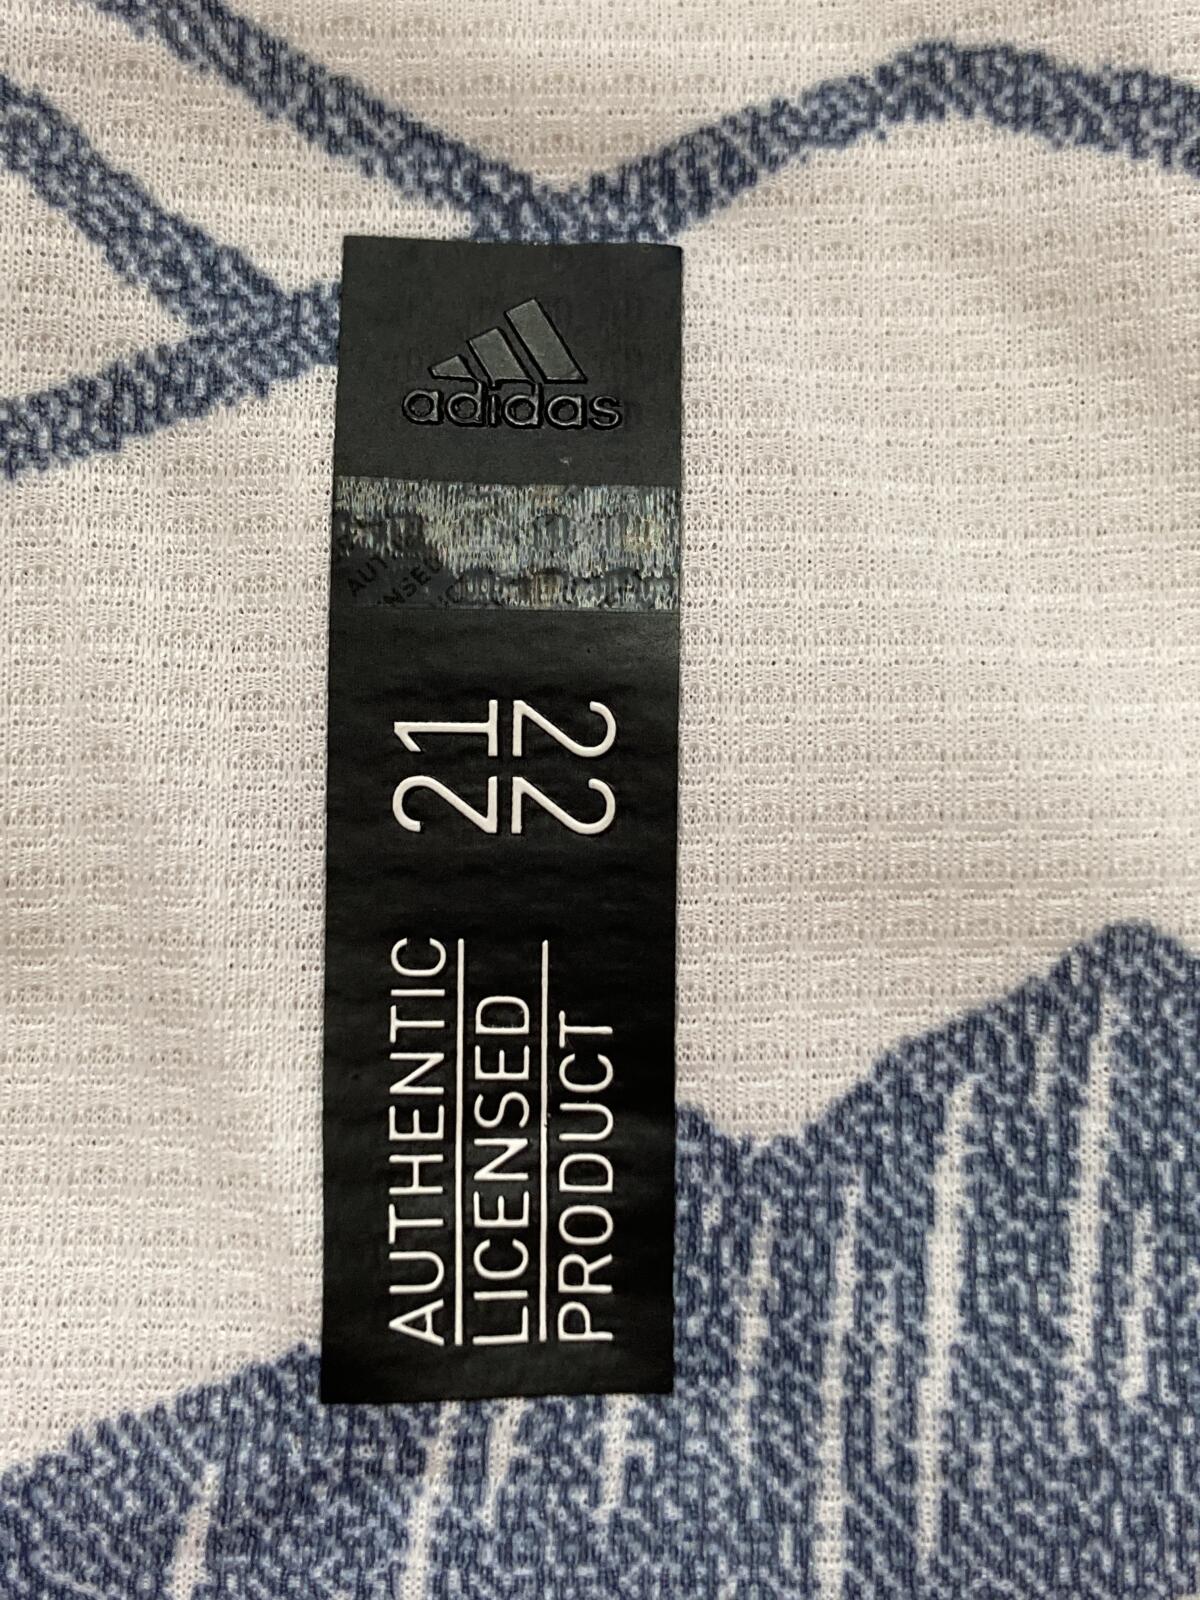 adidas
21
22
AUTHENTIC
LICENSED
PRODUCT